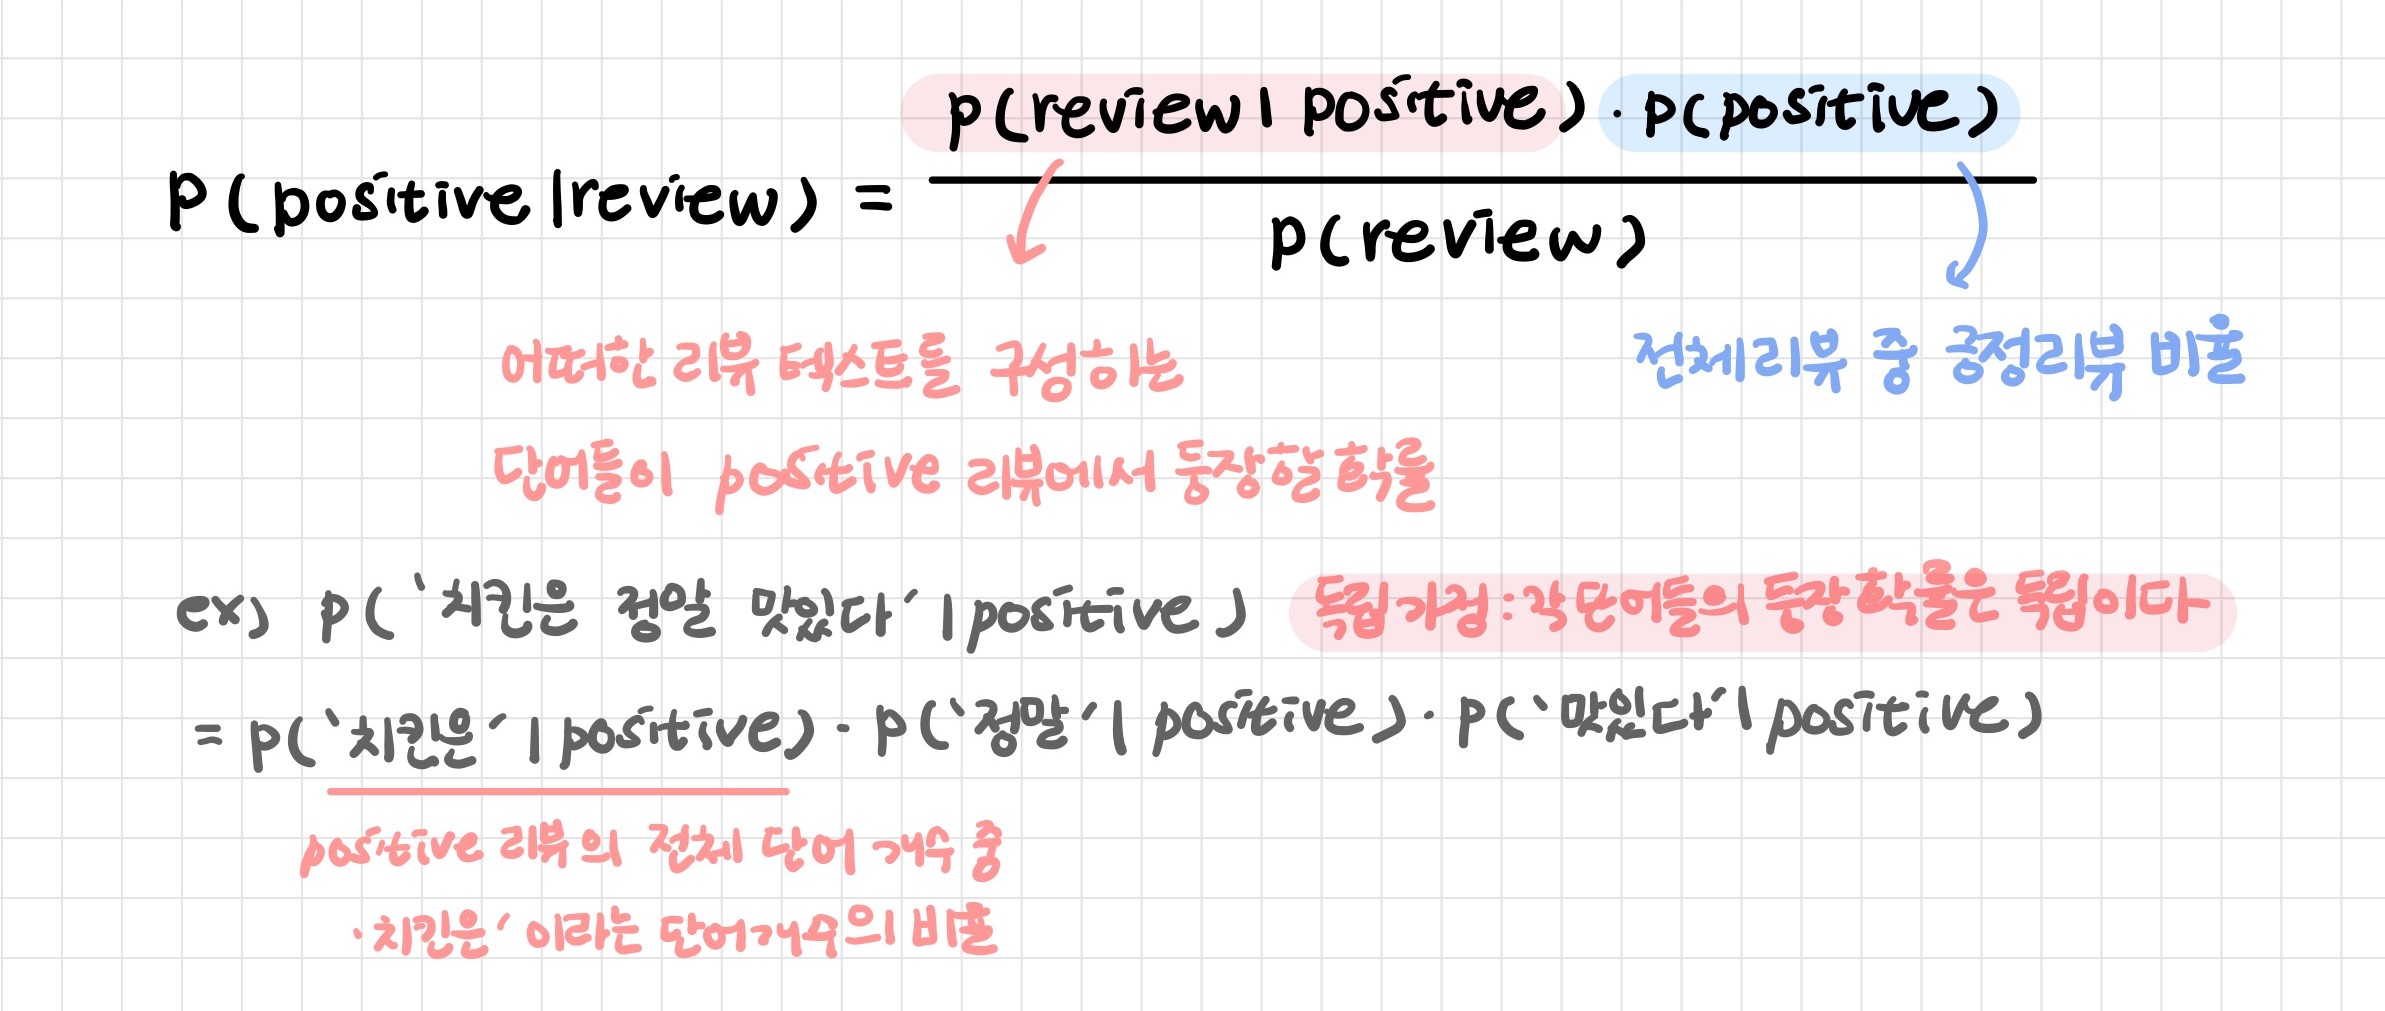 p(review | positive) · p(positive)
p(positive | review) =
p(review)
어떠한 리뷰 텍스트를 구성하는
전체리뷰 중 긍정리뷰 비율
단어들이 positive 리뷰에서 등장할 확률
ex) p(‘치킨은 정말 맛있다’ | positive) 독립가정 : 각 단어들의 등장 확률은 독립이다
= p(‘치킨은’ | positive) · p(‘정말’ | positive) · p(‘맛있다’ | positive)
positive 리뷰의 전체 단어 개수 중
‘치킨은’ 이라는 단어개수의 비율